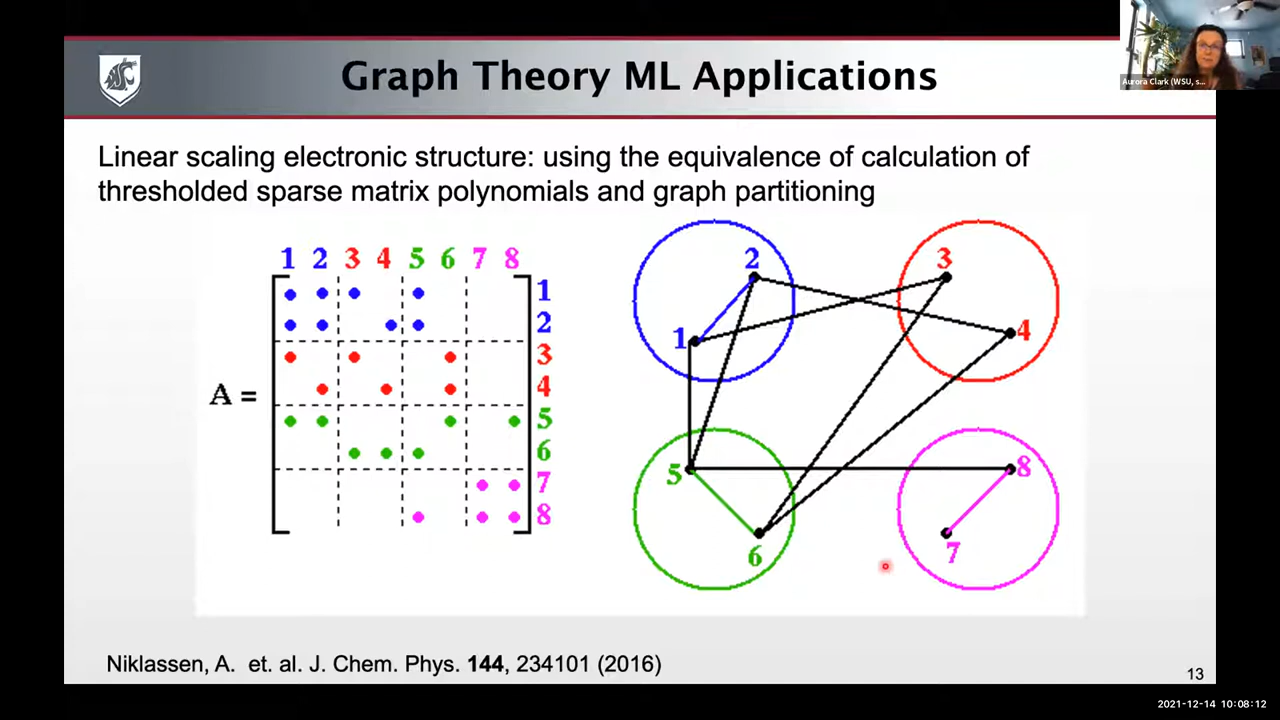 Graph Theory ML Applications
Aurora Clark (WSU, s...
Linear scaling electronic structure: using the equivalence of calculation of
thresholded sparse matrix polynomials and graph partitioning
1 2 3 4 5 6 7 8
1
2
3
4
5
6
7
8
A =
2
1
3
4
5
6
8
7
Niklassen, A. et. al. J. Chem. Phys. 144, 234101 (2016)
13
2021-12-14 10:08:12